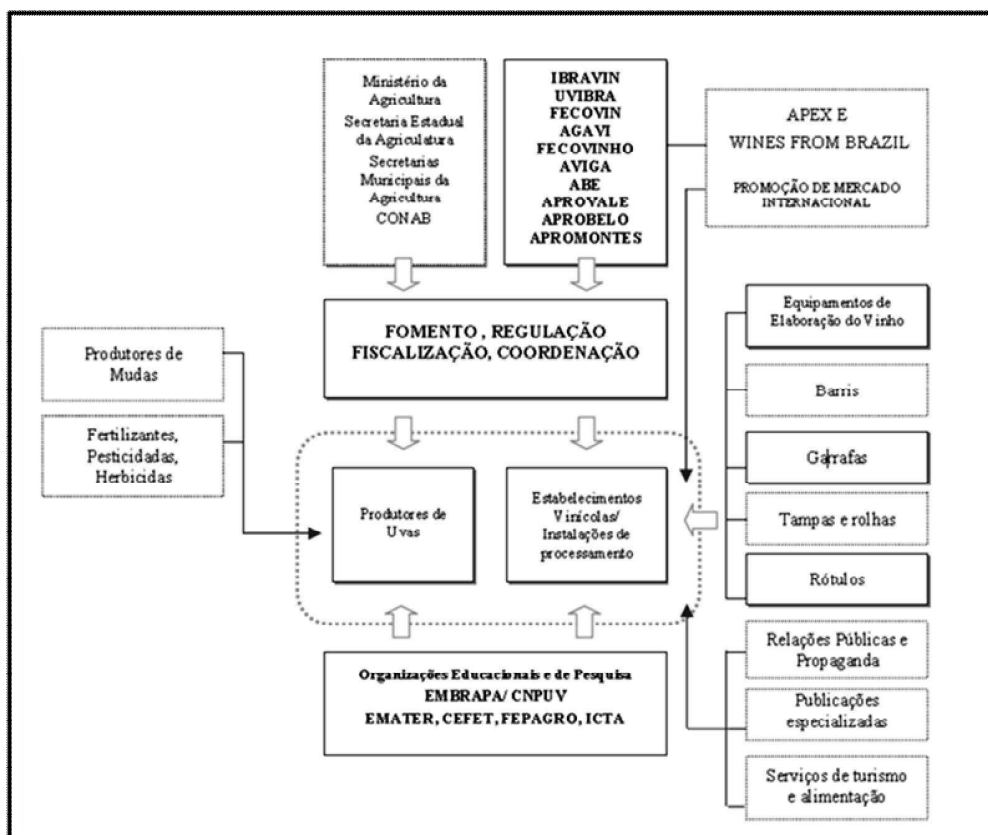 Ministério da
Agricultura
Secretaria Estadual
da Agriculatura
Secretarias
Municipais da
Agricultura
CONAB
IBRAVIN
UVIBRA
FECOVIN
AGAVI
FECOVINHO
AVIGA
ABE
APROVALE
APROBELO
APROMONTES
APEX E
WINES FROM BRAZIL
PROMOÇÃO DE MERCADO
INTERNACIONAL
FOMENTO , REGULAÇÃO
FISCALIZAÇÃO, COORDENAÇÃO
Produtores de
Mudas
Fertilizantes,
Pesticidadas,
Herbicidas
Produtores de
Uvas
Estabelecimentos
Vinícolas/
Instalações de
processamento
Equipamentos de
Elaboração do Vinho
Barris
Garrafas
Tampas e rolhas
Rótulos
Relações Públicas e
Propaganda
Publicações
especializadas
Serviços de turismo
e alimentação
Organizações Educacionais e de Pesquisa
EMBRAPA/ CNPUV
EMATER, CEFET, FEPAGRO, ICTA